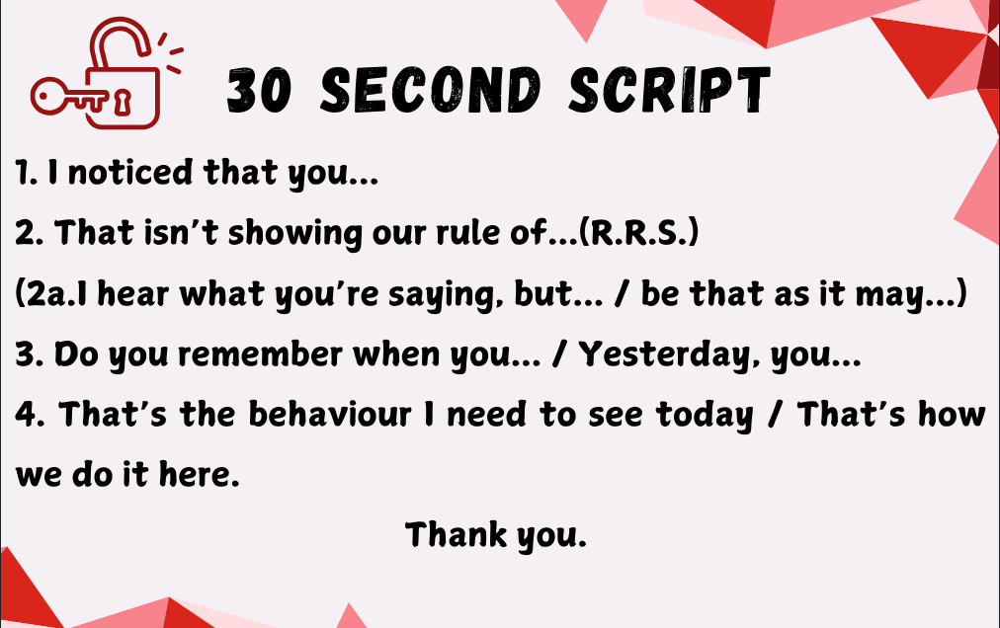 30 SECOND SCRIPT
1. I noticed that you...
2. That isn't showing our rule of...(R.R.S.)
(2a.I hear what you're saying, but... / be that as it may...)
3. Do you remember when you... / Yesterday, you...
4. That's the behaviour I need to see today / That's how
we do it here.
Thank you.